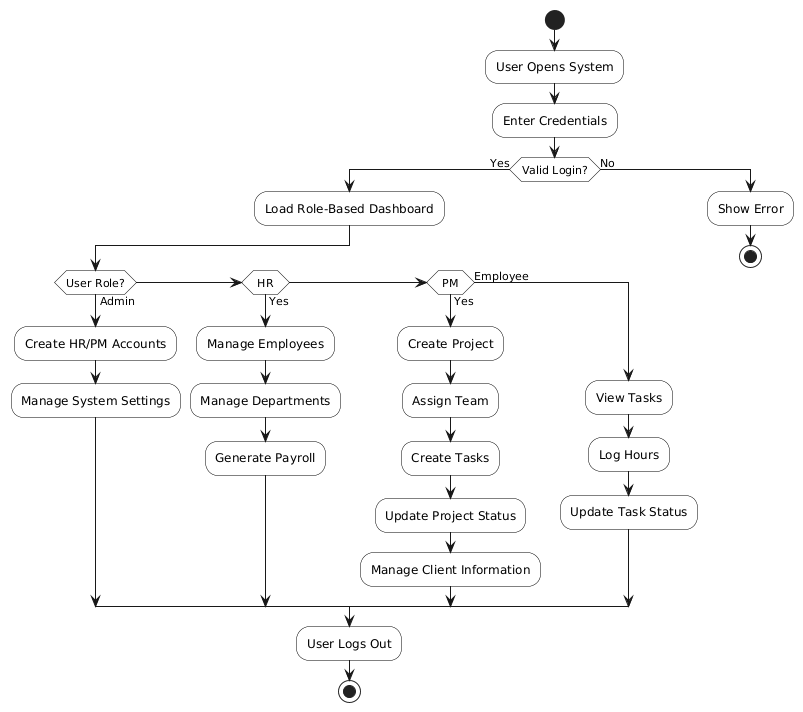 User Opens System
Enter Credentials
Yes
Valid Login?
No
Load Role-Based Dashboard
Show Error
User Role?
HR
PM
Employee
Admin
Yes
Yes
Create HR/PM Accounts
Manage Employees
Create Project
Manage System Settings
Manage Departments
Assign Team
View Tasks
Generate Payroll
Create Tasks
Log Hours
Update Project Status
Update Task Status
Manage Client Information
User Logs Out